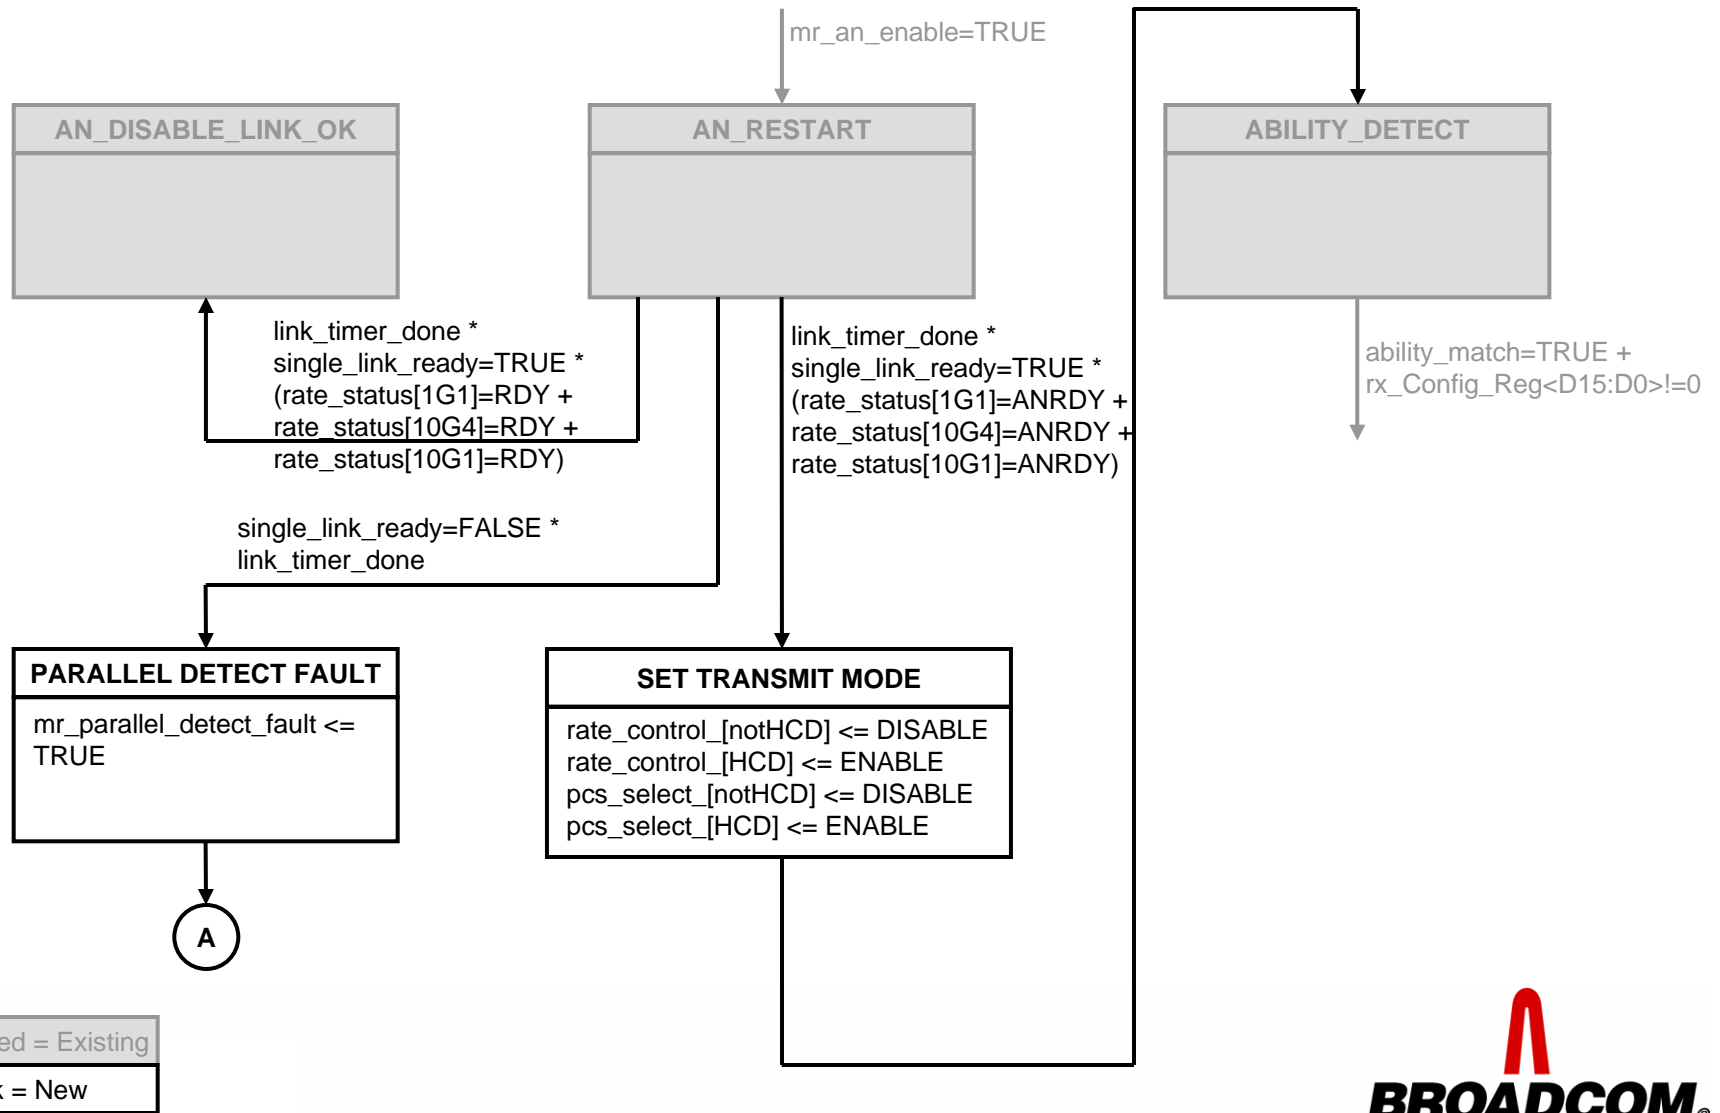 mr_an_enable=TRUE
AN_DISABLE_LINK_OK
AN_RESTART
ABILITY_DETECT
link_timer_done *
single_link_ready=TRUE *
(rate_status[1G1]=RDY +
rate_status[10G4]=RDY +
rate_status[10G1]=RDY)
link_timer_done *
single_link_ready=TRUE *
(rate_status[1G1]=ANRDY +
rate_status[10G4]=ANRDY +
rate_status[10G1]=ANRDY)
ability_match=TRUE +
rx_Config_Reg<D15:D0>!=0
single_link_ready=FALSE *
link_timer_done
PARALLEL DETECT FAULT
mr_parallel_detect_fault <=
TRUE
SET TRANSMIT MODE
rate_control_[notHCD] <= DISABLE
rate_control_[HCD] <= ENABLE
pcs_select_[notHCD] <= DISABLE
pcs_select_[HCD] <= ENABLE
A
= Existing
= New
BROADCOM